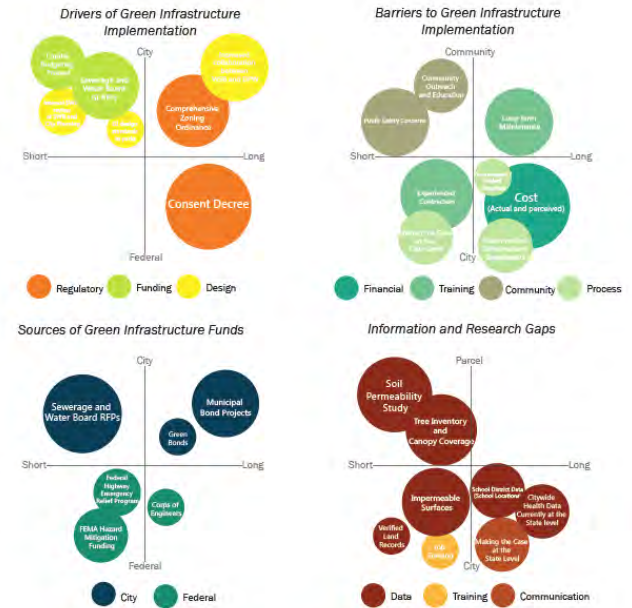 Drivers of Green Infrastructure
Implementation
City
Sewerage and
Water Board
Comprehensive
Zoning
Ordinance
Short
Long
Consent Decree
Federal
Regulatory
Funding
Design
Barriers to Green Infrastructure
Implementation
Community
Community
Outreach
and Education
Long-term
Maintenance
Short
Long
Experienced
Contractors
Cost
(Actual and perceived)
City
Financial
Training
Community
Process
Sources of Green Infrastructure Funds
City
Sewerage and
Water Board RFPs
Municipal
Bond Projects
Green
Bonds
Short
Long
Federal
Highway
Emergency
Relief Program
Corps of
Engineers
FEMA Hazard
Mitigation
Funding
Federal
City
Federal
Information and Research Gaps
Parcel
Soil
Permeability
Study
Tree Inventory
and
Canopy Coverage
Short
Long
Impermeable
Surfaces
School District Data
(School Locations)
Citywide
Health Data
Currently at the
State level
Verified
Land
Records
Making the Case
at the
State Level
City
Data
Training
Communication